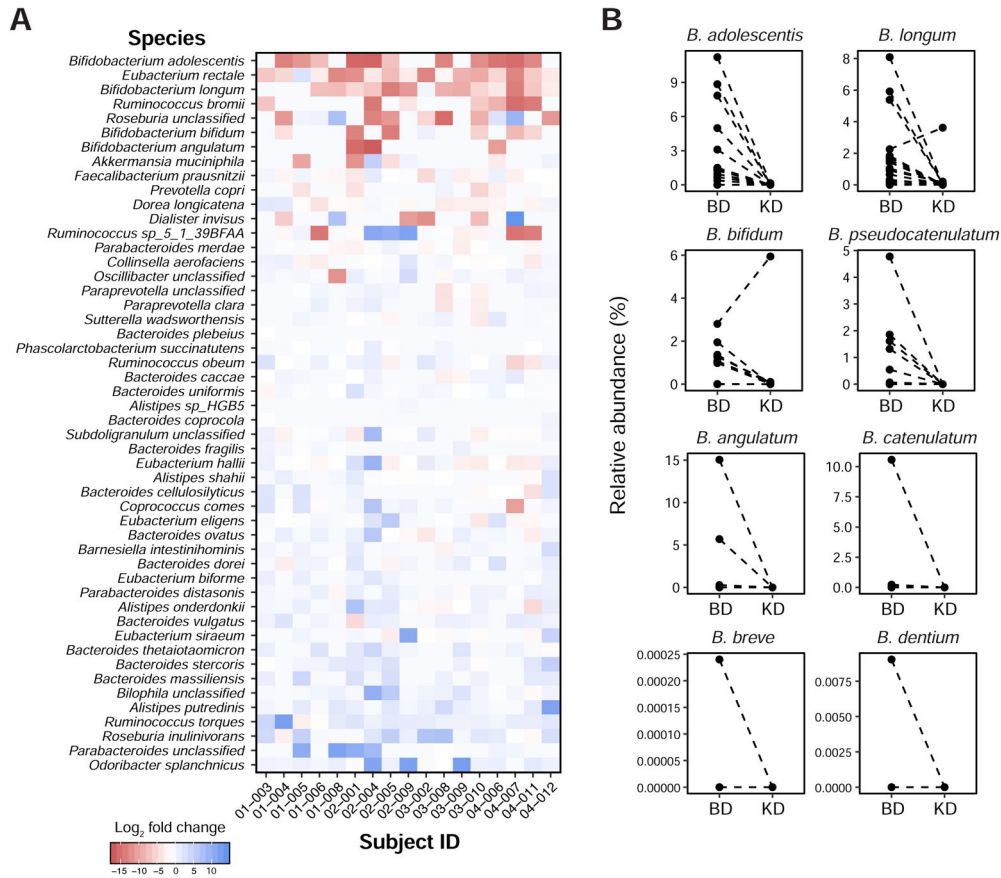 A
Species
Bifidobacterium adolescentis
Eubacterium rectale
Bifidobacterium longum
Ruminococcus bromii
Roseburia unclassified
Bifidobacterium bifidum
Bifidobacterium angulatum
Akkermansia muciniphila
Faecalibacterium prausnitzii
Prevotella copri
Dorea longicatena
Dialister invisus
Ruminococcus sp_5_1_39BFAA
Parabacteroides merdae
Collinsella aerofaciens
Oscillibacter unclassified
Paraprevotella unclassified
Paraprevotella clara
Sutterella wadsworthensis
Bacteroides plebeius
Phascolarctobacterium succinatutens
Ruminococcus obeum
Bacteroides caccae
Bacteroides uniformis
Alistipes sp_HGB5
Bacteroides coprocola
Subdoligranulum unclassified
Bacteroides fragilis
Eubacterium hallii
Alistipes shahii
Bacteroides cellulosilyticus
Coprococcus comes
Eubacterium eligens
Bacteroides ovatus
Barnesiella intestinihominis
Bacteroides dorei
Eubacterium biforme
Parabacteroides distasonis
Alistipes onderdonkii
Bacteroides vulgatus
Eubacterium siraeum
Bacteroides thetaiotaomicron
Bacteroides stercoris
Bacteroides massiliensis
Bilophila unclassified
Alistipes putredinis
Ruminococcus torques
Roseburia inulinivorans
Parabacteroides unclassified
Odoribacter splanchnicus
01–003 01–004 01–005 01–006 01–008 02–001 02–004 02–005 02–009 03–002 03–008 03–009 03–010 04–006 04–007 04–011 04–012
Subject ID
Log2 fold change
−15 −10 −5 0 5 10
B
Relative abundance (%)
B. adolescentis
9
6
3
0
BD KD
B. longum
8
6
4
2
0
BD KD
B. bifidum
6
4
2
0
BD KD
B. pseudocatenulatum
5
4
3
2
1
0
BD KD
B. angulatum
15
10
5
0
BD KD
B. catenulatum
10.0
7.5
5.0
2.5
0.0
BD KD
B. breve
0.00025
0.00020
0.00015
0.00010
0.00005
0.00000
BD KD
B. dentium
0.0075
0.0050
0.0025
0.0000
BD KD